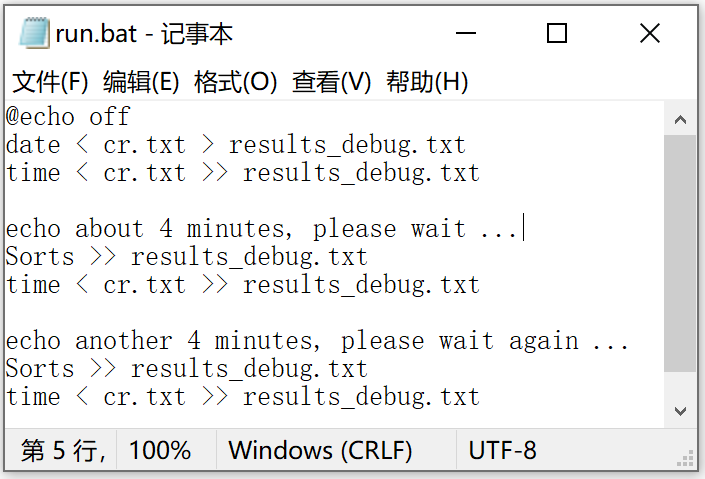 run.bat - 记事本
文件(F) 编辑(E) 格式(O) 查看(V) 帮助(H)
@echo off
date < cr.txt > results_debug.txt
time < cr.txt >> results_debug.txt
echo about 4 minutes, please wait ...
Sorts >> results_debug.txt
time < cr.txt >> results_debug.txt
echo another 4 minutes, please wait again ...
Sorts >> results_debug.txt
time < cr.txt >> results_debug.txt
第 5 行, 100% Windows (CRLF) UTF-8